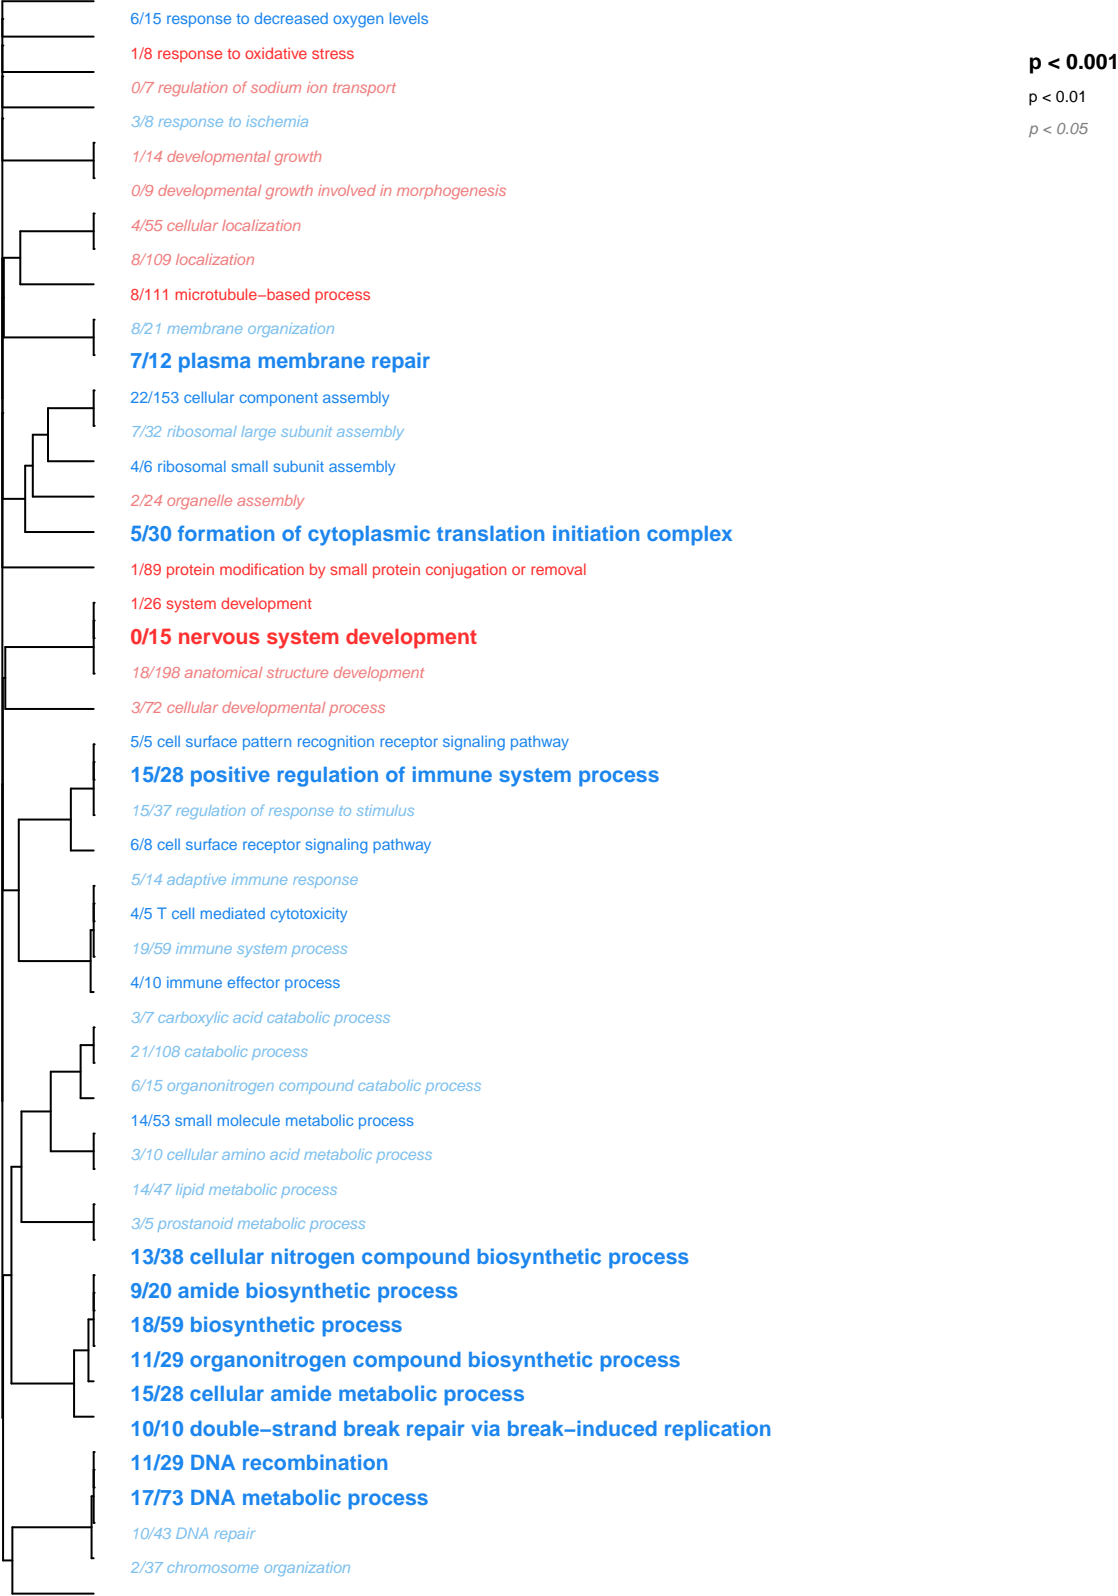 6/15 response to decreased oxygen levels
1/8 response to oxidative stress
0/7 regulation of sodium ion transport
3/8 response to ischemia
1/14 developmental growth
0/9 developmental growth involved in morphogenesis
4/55 cellular localization
8/109 localization
8/111 microtubule−based process
8/21 membrane organization
7/12 plasma membrane repair
22/153 cellular component assembly
7/32 ribosomal large subunit assembly
4/6 ribosomal small subunit assembly
2/24 organelle assembly
5/30 formation of cytoplasmic translation initiation complex
1/89 protein modification by small protein conjugation or removal
1/26 system development
0/15 nervous system development
18/198 anatomical structure development
3/72 cellular developmental process
5/5 cell surface pattern recognition receptor signaling pathway
15/28 positive regulation of immune system process
15/37 regulation of response to stimulus
6/8 cell surface receptor signaling pathway
5/14 adaptive immune response
4/5 T cell mediated cytotoxicity
19/59 immune system process
4/10 immune effector process
3/7 carboxylic acid catabolic process
21/108 catabolic process
6/15 organonitrogen compound catabolic process
14/53 small molecule metabolic process
3/10 cellular amino acid metabolic process
14/47 lipid metabolic process
3/5 prostanoid metabolic process
13/38 cellular nitrogen compound biosynthetic process
9/20 amide biosynthetic process
18/59 biosynthetic process
11/29 organonitrogen compound biosynthetic process
15/28 cellular amide metabolic process
10/10 double−strand break repair via break−induced replication
11/29 DNA recombination
17/73 DNA metabolic process
10/43 DNA repair
2/37 chromosome organization
p < 0.001
p < 0.01
p < 0.05